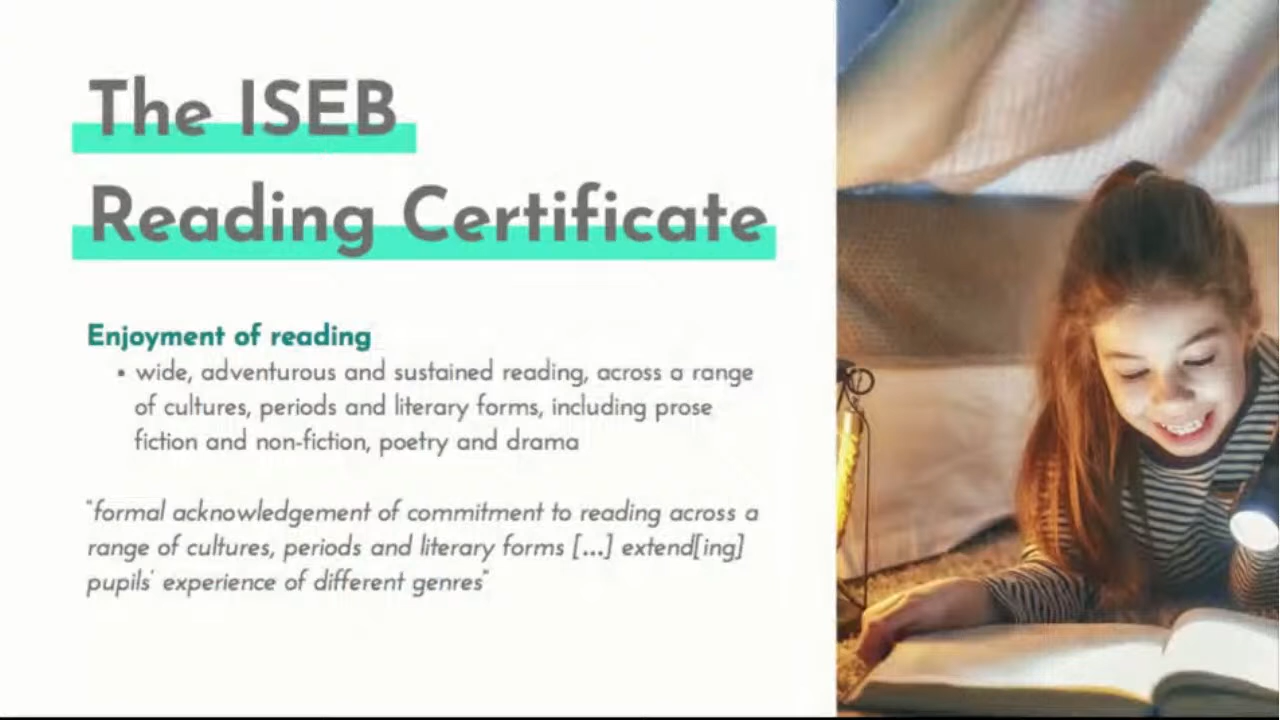 The ISEB
Reading Certificate
Enjoyment of reading
• wide, adventurous and sustained reading, across a range
of cultures, periods and literary forms, including prose
fiction and non-fiction, poetry and drama
"formal acknowledgement of commitment to reading across a
range of cultures, periods and literary forms [...] extend[ing]
pupils' experience of different genres"